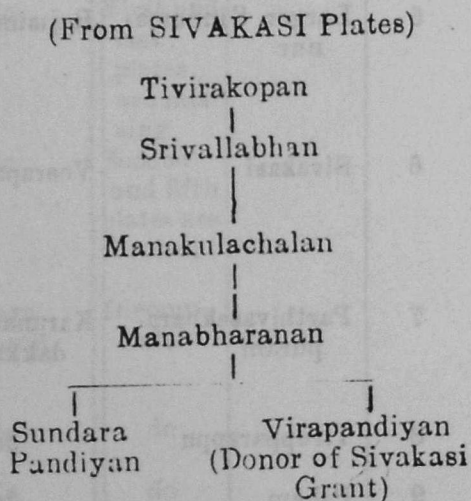 (From SIVAKASI Plates)
Tivirakopan
Srivallabhan
Manakulachalan
Manabharanan
Sundara
Pandiyan
Virapandiyan
(Donor of Sivakasi
Grant)